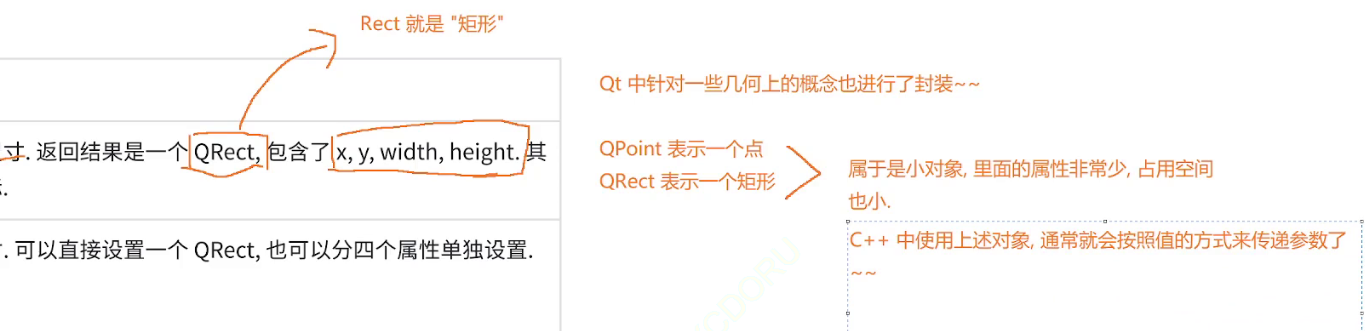 Rect 就是 "矩形"
寸. 返回结果是一个 QRect, 包含了 x, y, width, height. 其
. 可以直接设置一个 QRect, 也可以分四个属性单独设置.
Qt 中针对一些几何上的概念也进行了封装~~
QPoint 表示一个点
QRect 表示一个矩形
属于是小对象, 里面的属性非常少, 占用空间
也小.
C++ 中使用上述对象, 通常就会按照值的方式来传递参数了
~~